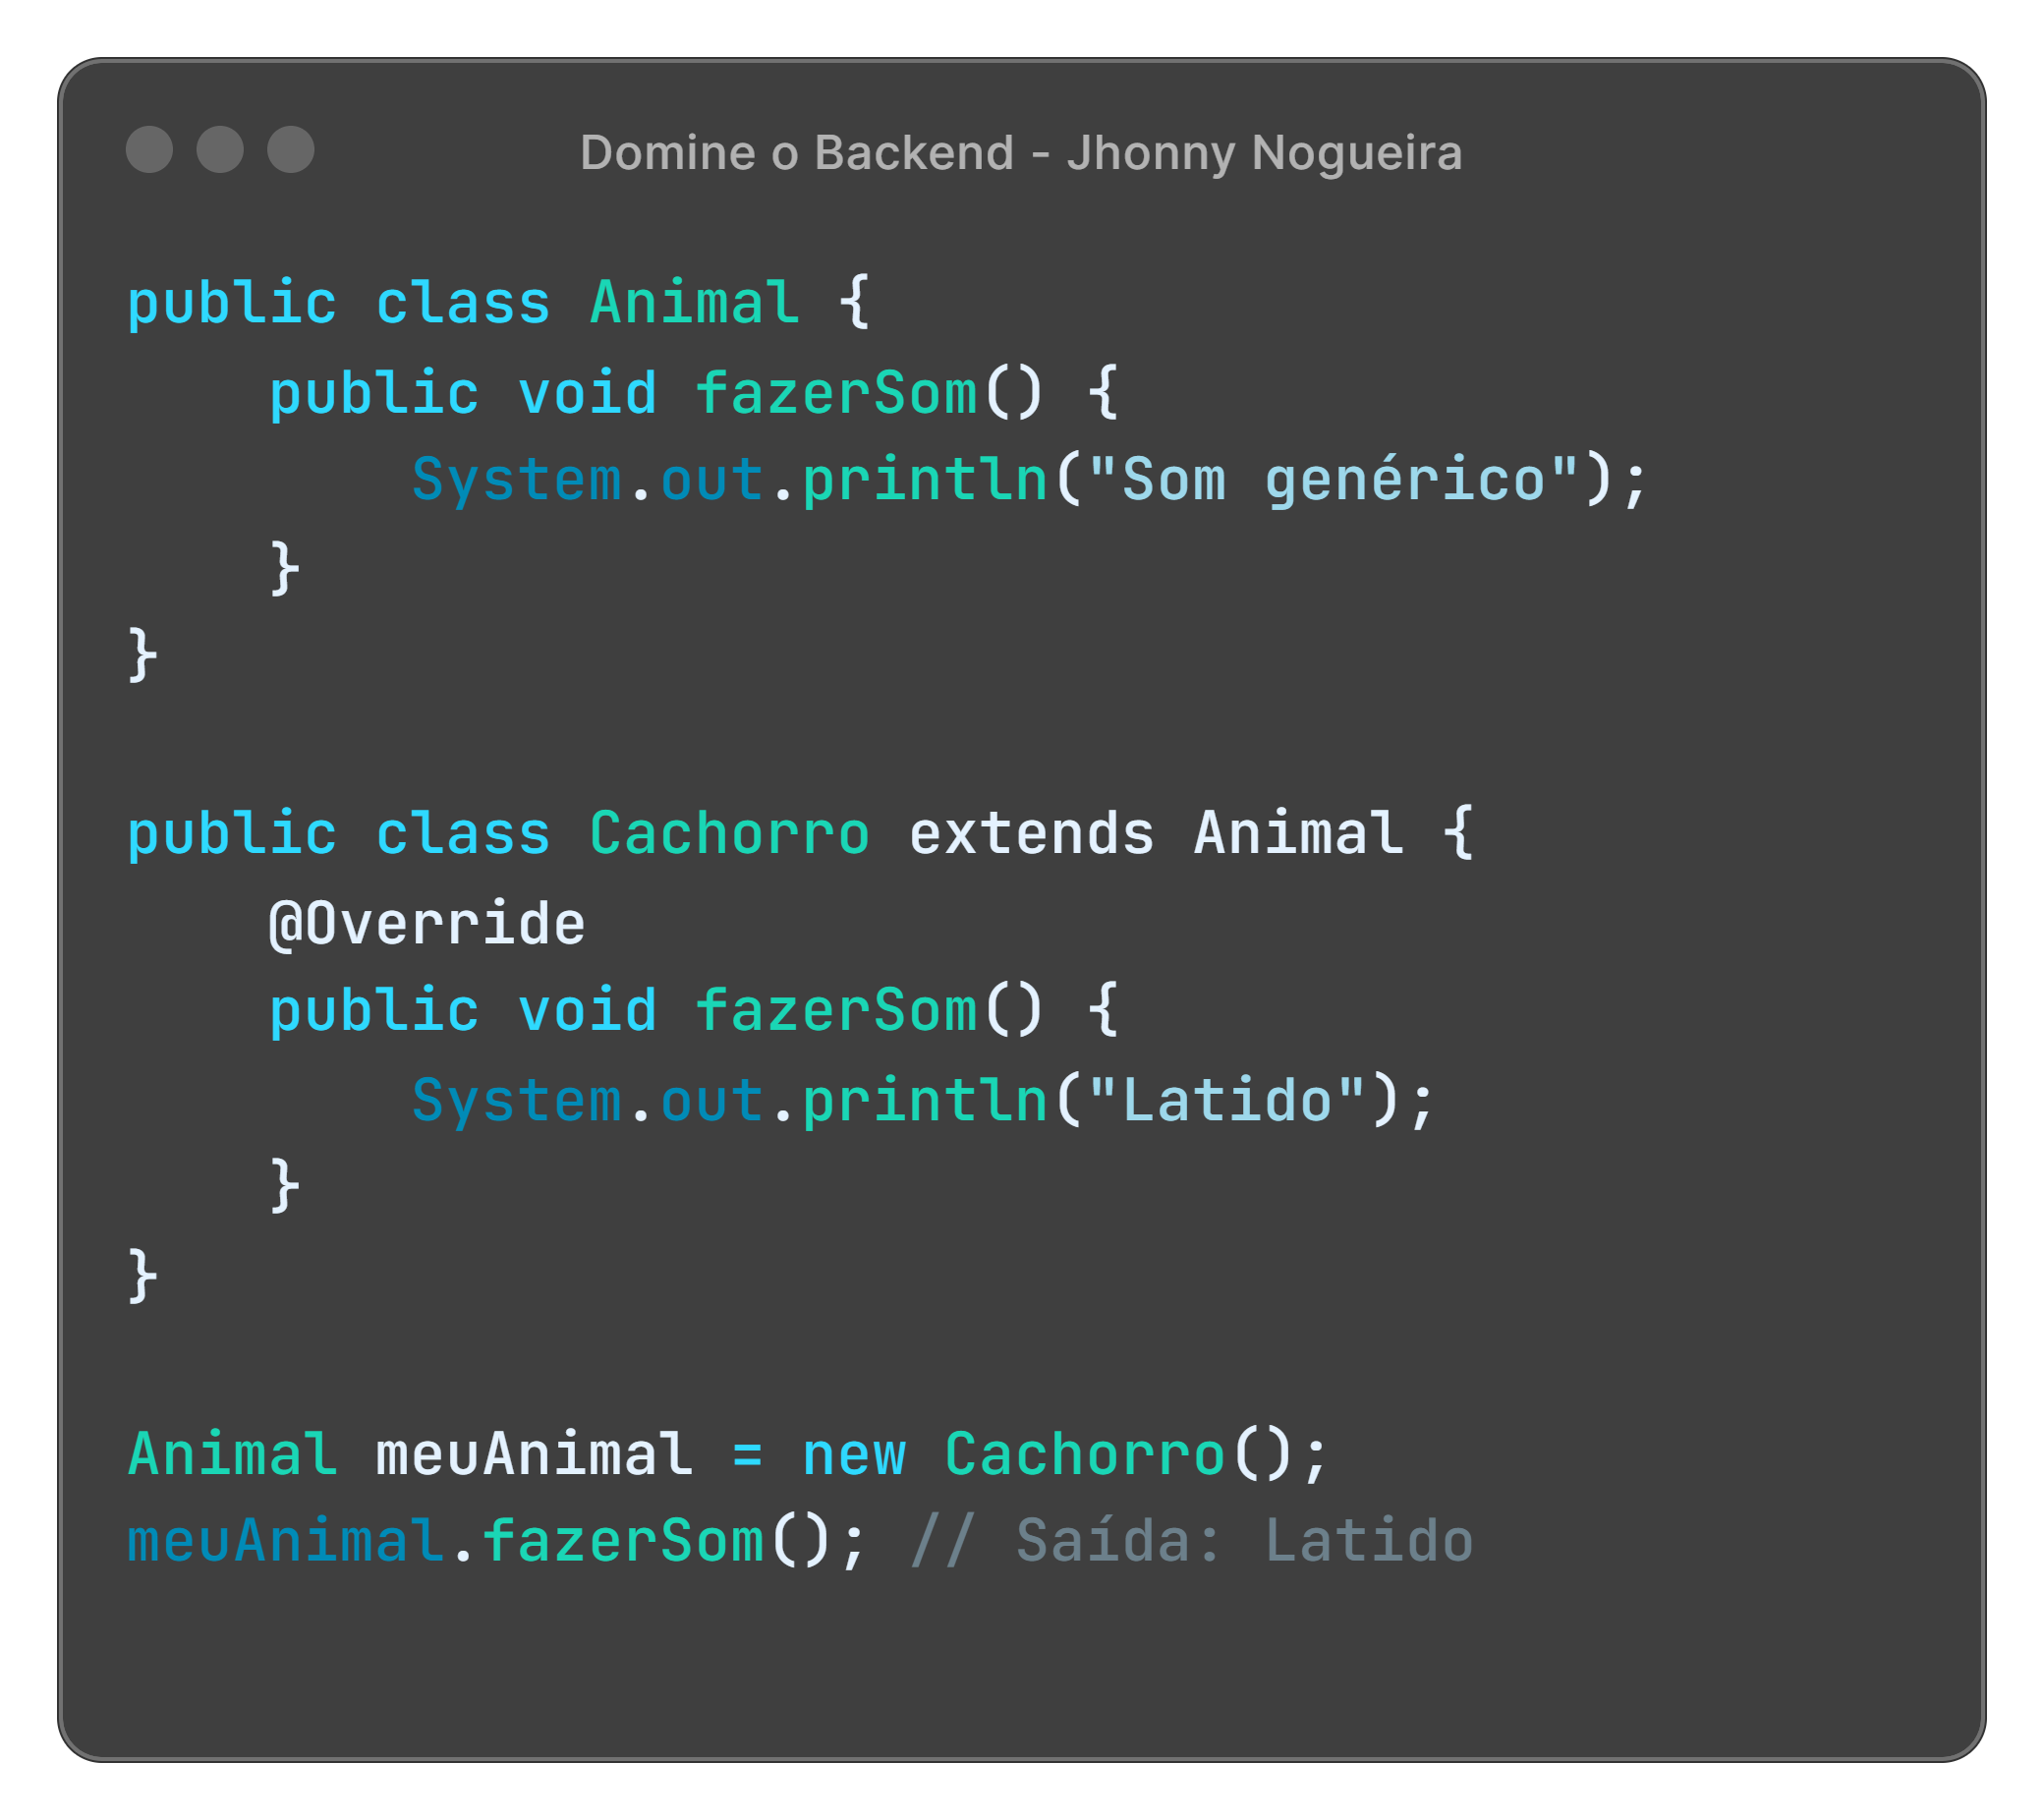 Domine o Backend - Jhonny Nogueira
public class Animal {
    public void fazerSom() {
        System.out.println("Som genérico");
    }
}
public class Cachorro extends Animal {
    @Override
    public void fazerSom() {
        System.out.println("Latido");
    }
}
Animal meuAnimal = new Cachorro();
meuAnimal.fazerSom(); // Saída: Latido